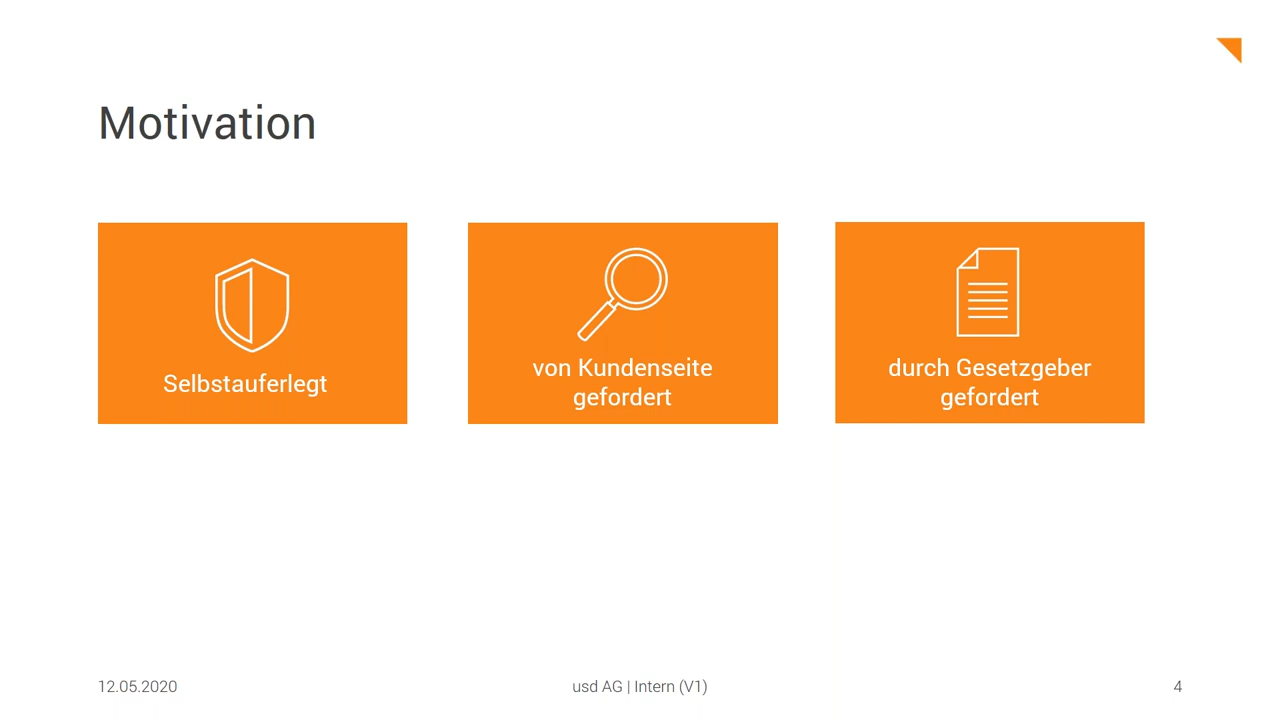 Motivation
Selbstauferlegt
von Kundenseite
gefordert
durch Gesetzgeber
gefordert
12.05.2020
usd AG | Intern (V1)
4